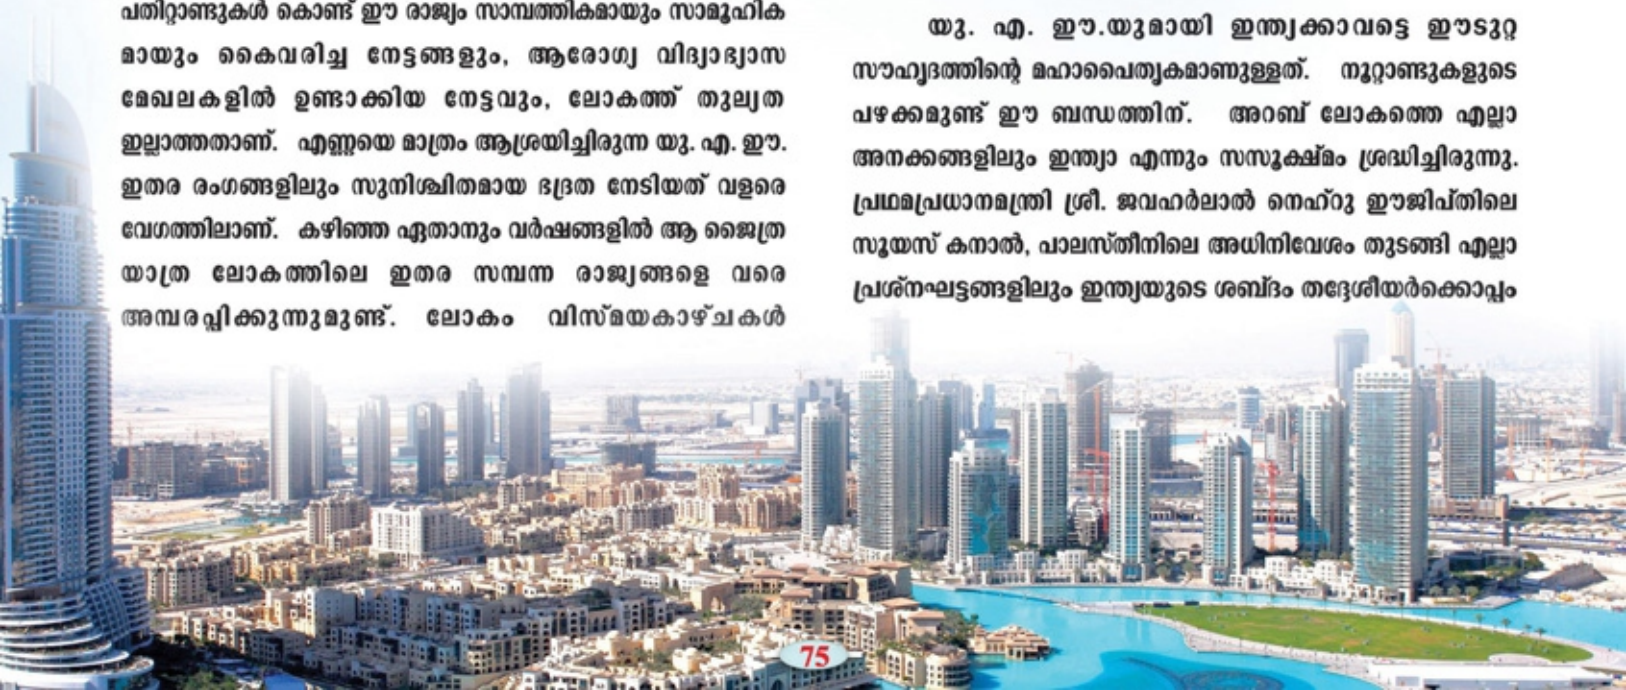 പതിറ്റാണ്ടുകൾ കൊണ്ട് ഈ രാജ്യം സാമ്പത്തികമായും സാമൂഹിക
മായും കൈവരിച്ച നേട്ടങ്ങളും, ആരോഗ്യ വിദ്യാഭ്യാസ
മേഖലകളിൽ ഉണ്ടാക്കിയ നേട്ടവും, ലോകത്ത് തുല്യത
ഇല്ലാത്തതാണ്. എണ്ണയെ മാത്രം ആശ്രയിച്ചിരുന്ന യു. എ. ഈ.
ഇതര രംഗങ്ങളിലും സുനിശ്ചിതമായ ഭദ്രത നേടിയത് വളരെ
വേഗത്തിലാണ്. കഴിഞ്ഞ ഏതാനും വർഷങ്ങളിൽ ആ ജൈത്ര
യാത്ര ലോകത്തിലെ ഇതര സമ്പന്ന രാജ്യങ്ങളെ വരെ
അമ്പരപ്പിക്കുന്നുമുണ്ട്. ലോകം വിസ്മയകാഴ്ചകൾ
യു. എ. ഈ.യുമായി ഇന്ത്യക്കാവട്ടെ ഈടുറ്റ
സൗഹൃദത്തിന്റെ മഹാപൈതൃകമാണുള്ളത്. നൂറ്റാണ്ടുകളുടെ
പഴക്കമുണ്ട് ഈ ബന്ധത്തിന്. അറബ് ലോകത്തെ എല്ലാ
അനക്കങ്ങളിലും ഇന്ത്യാ എന്നും സസൂക്ഷ്മം ശ്രദ്ധിച്ചിരുന്നു.
പ്രഥമപ്രധാനമന്ത്രി ശ്രീ. ജവഹർലാൽ നെഹ്റു ഈജിപ്തിലെ
സൂയസ് കനാൽ, പാലസ്തീനിലെ അധിനിവേശം തുടങ്ങി എല്ലാ
പ്രശ്നഘട്ടങ്ങളിലും ഇന്ത്യയുടെ ശബ്ദം തദ്ദേശീയർക്കൊപ്പം
75